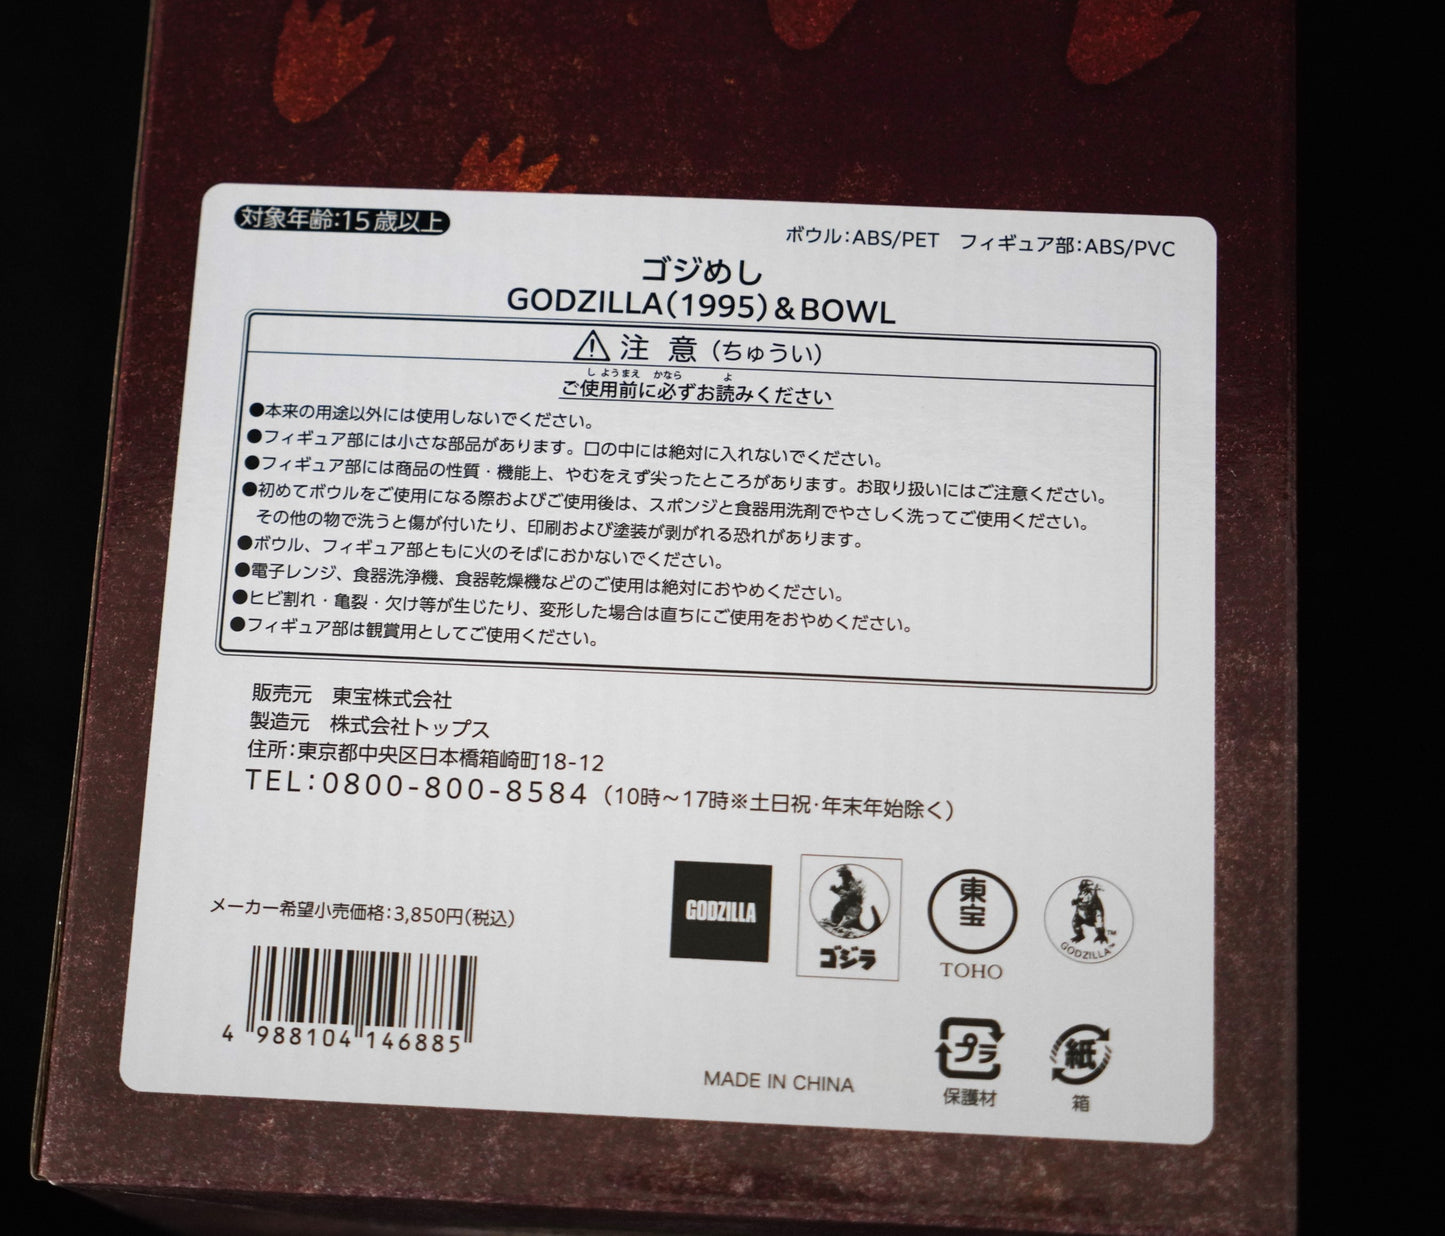 対象年齢:15歳以上
ボウル:ABS/PET　フィギュア部:ABS/PVC
ゴジめし
GODZILLA(1995)&BOWL
注意(ちゅうい)
しようまえ かなら よ
ご使用前に必ずお読みください
●本来の用途以外には使用しないでください。
●フィギュア部には小さな部品があります。口の中には絶対に入れないでください。
●フィギュア部には商品の性質・機能上、やむをえず尖ったところがあります。お取り扱いにはご注意ください。
●初めてボウルをご使用になる際およびご使用後は、スポンジと食器用洗剤でやさしく洗ってご使用ください。
その他の物で洗うと傷が付いたり、印刷および塗装が剥がれる恐れがあります。
●ボウル、フィギュア部ともに火のそばにおかないでください。
●電子レンジ、食器洗浄機、食器乾燥機などのご使用は絶対におやめください。
●ヒビ割れ・亀裂・欠け等が生じたり、変形した場合は直ちにご使用をおやめください。
●フィギュア部は観賞用としてご使用ください。
販売元　東宝株式会社
製造元　株式会社トップス
住所:東京都中央区日本橋箱崎町18-12
TEL:0800-800-8584(10時～17時※土日祝・年末年始除く)
メーカー希望小売価格:3,850円(税込)
4 988104 146885
GODZILLA
ゴジラ
東宝
TOHO
GODZILLA™
MADE IN CHINA
プラ
保護材
紙
箱